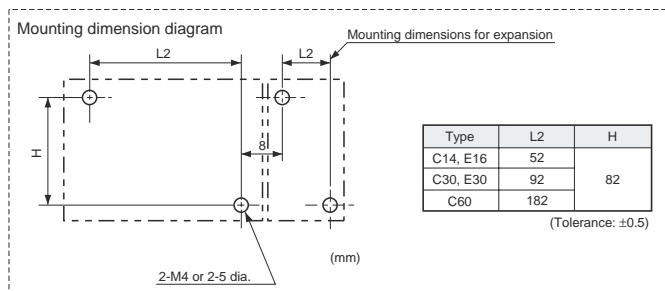 Mounting dimension diagram
Mounting dimensions for expansion
L2
L2
H
8
2-M4 or 2-5 dia.
(mm)
Type L2 H
C14, E16 52
C30, E30 92 82
C60 182
(Tolerance: ±0.5)